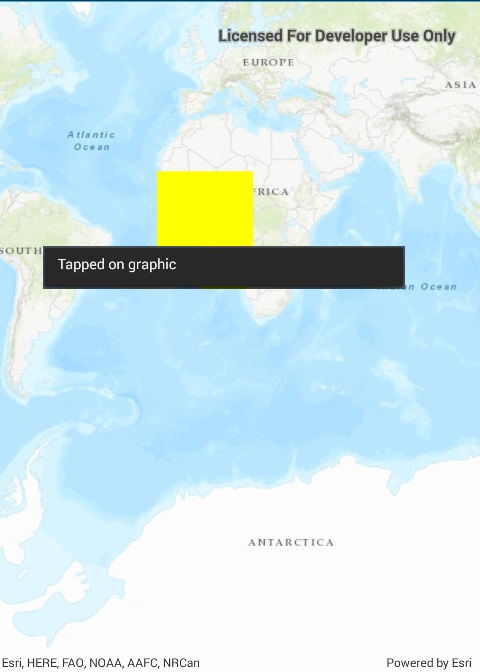 Licensed For Developer Use Only
EUROPE
ASIA
Atlantic
Ocean
FRICA
SOUTH
Tapped on graphic
Ocean
ANTARCTICA
Esri, HERE, FAO, NOAA, AAFC, NRCan
Powered by Esri